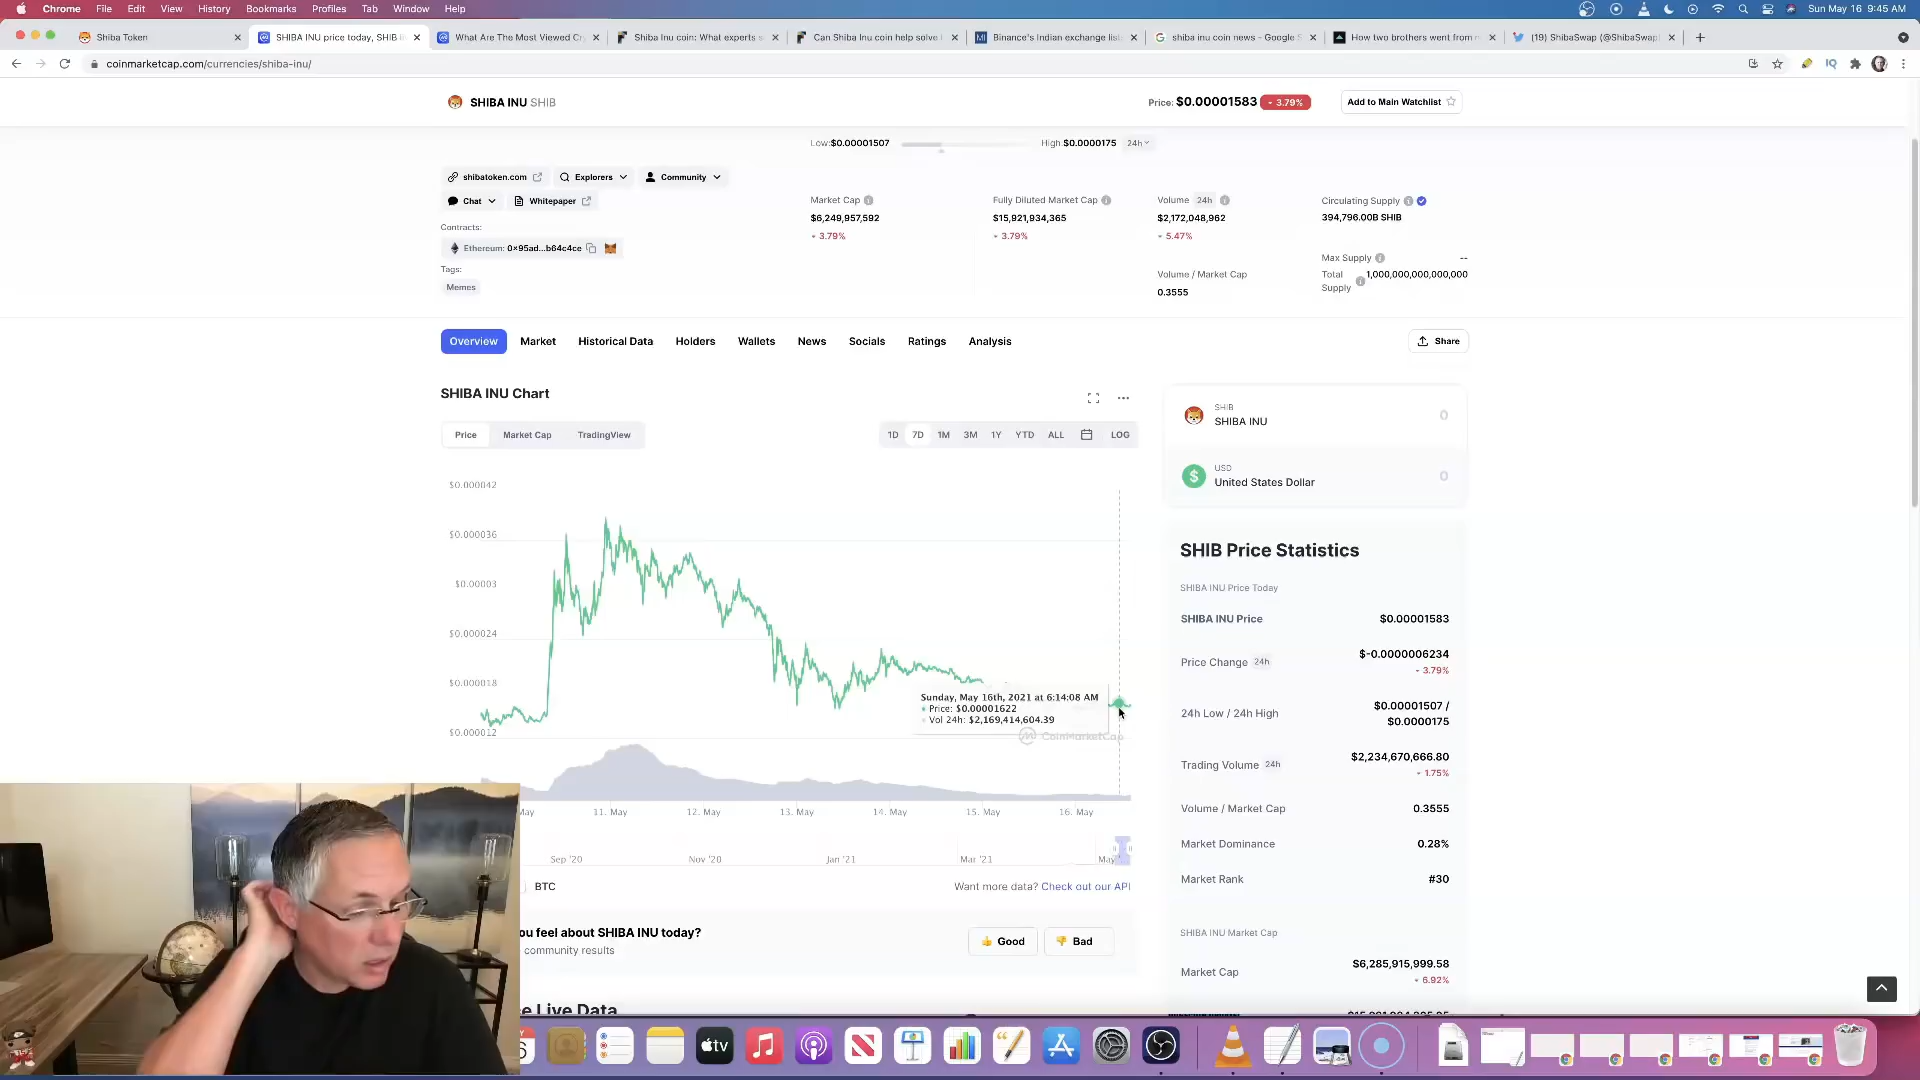 Chrome File Edit View History Bookmarks Profiles Tab Window Help Sun May 16 9:45 AM
Shiba Token SHIBA INU price today, SHIB What Are The Most Viewed Cry Shiba Inu coin: What experts s Can Shiba Inu coin help solve Binance's Indian exchange list shiba inu coin news - Google S How two brothers went from (19) ShibaSwap (@ShibaSwap
coinmarketcap.com/currencies/shiba-inu/
SHIBA INU SHIB Price: $0.00001583 3.79% Add to Main Watchlist
Low:$0.00001507 High:$0.0000175 24h
shibatoken.com Explorers Community
Chat Whitepaper
Contracts:
Ethereum: 0x95ad...b64c4ce
Tags:
Memes
Market Cap
$6,249,957,592
3.79%
Fully Diluted Market Cap
$15,921,934,365
3.79%
Volume 24h
$2,172,048,962
5.47%
Volume / Market Cap
0.3555
Circulating Supply
394,796.00B SHIB
Max Supply --
Total Supply 1,000,000,000,000,000
Overview Market Historical Data Holders Wallets News Socials Ratings Analysis Share
SHIBA INU Chart
Price Market Cap TradingView 1D 7D 1M 3M 1Y YTD ALL LOG
$0.000042
$0.000036
$0.00003
$0.000024
$0.000018
$0.000012
Sunday, May 16th, 2021 at 6:14:08 AM
Price: $0.00001622
Vol 24h: $2,169,414,604.39
CoinMarketCap
May 11. May 12. May 13. May 14. May 15. May 16. May
Sep '20 Nov '20 Jan '21 Mar '21 May
BTC Want more data? Check out our API
ou feel about SHIBA INU today?
community results
Good Bad
e Live Data
SHIB
SHIBA INU 0
USD
United States Dollar 0
SHIB Price Statistics
SHIBA INU Price Today
SHIBA INU Price $0.00001583
Price Change 24h $-0.0000006234
3.79%
24h Low / 24h High $0.00001507 /
$0.0000175
Trading Volume 24h $2,234,670,666.80
1.75%
Volume / Market Cap 0.3555
Market Dominance 0.28%
Market Rank #30
SHIBA INU Market Cap
Market Cap $6,285,915,999.58
6.92%
tv